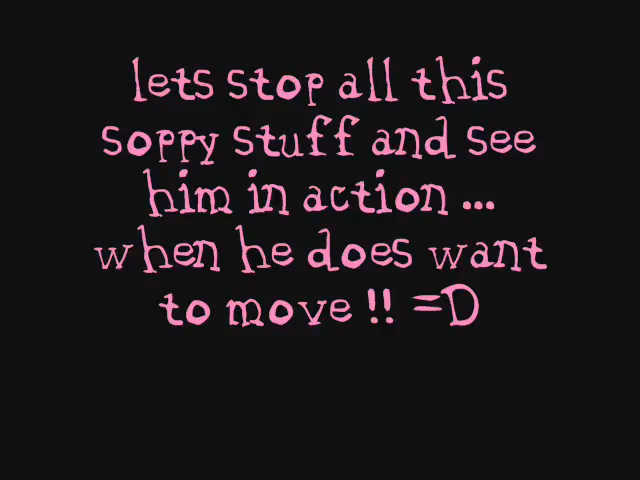 lets stop all this
soppy stuff and see
him in action ...
when he does want
to move !! =D